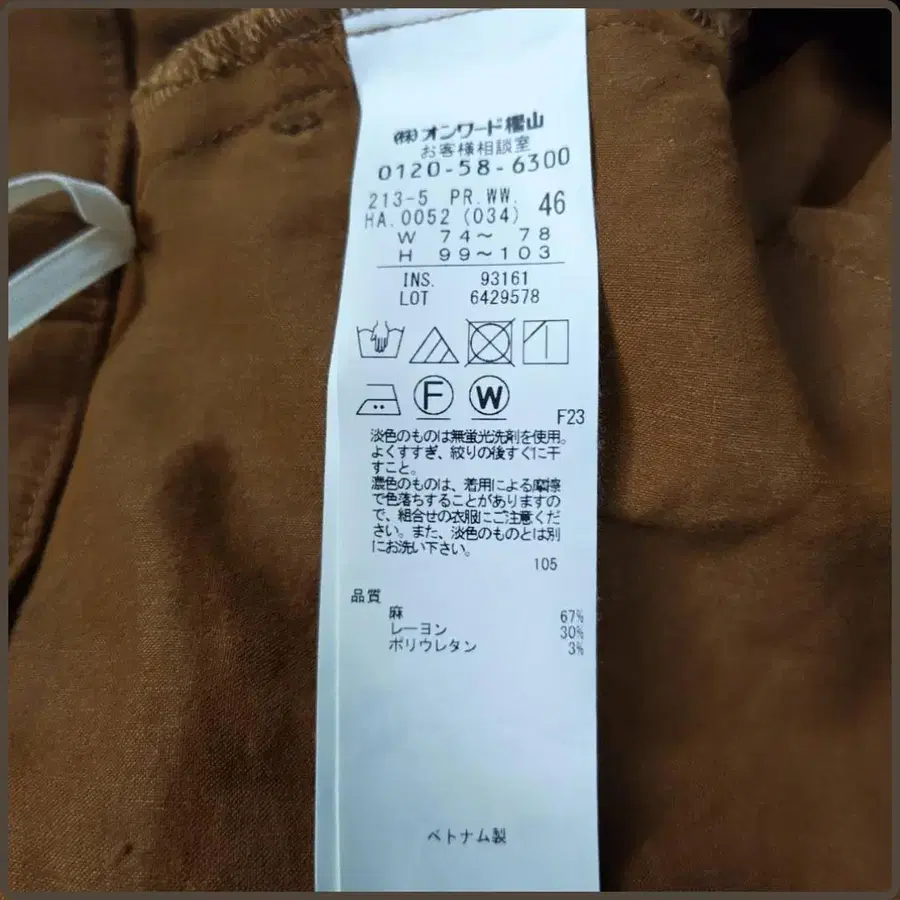 ㈱オンワード樫山
お客様相談室
0120-58-6300
213-5 PR.WW.
HA.0052 (034) 46
W 74～ 78
H 99～103
INS. 93161
LOT 6429578
F
W
F23
淡色のものは無蛍光洗剤を使用。
よくすすぎ、絞りの後すぐに干
すこと。
濃色のものは、着用による摩擦
で色落ちすることがありますの
で、組合せの衣服にご注意くだ
さい。また、淡色のものとは別
にお洗い下さい。
105
品質
麻 67%
レーヨン 30%
ポリウレタン 3%
ベトナム製